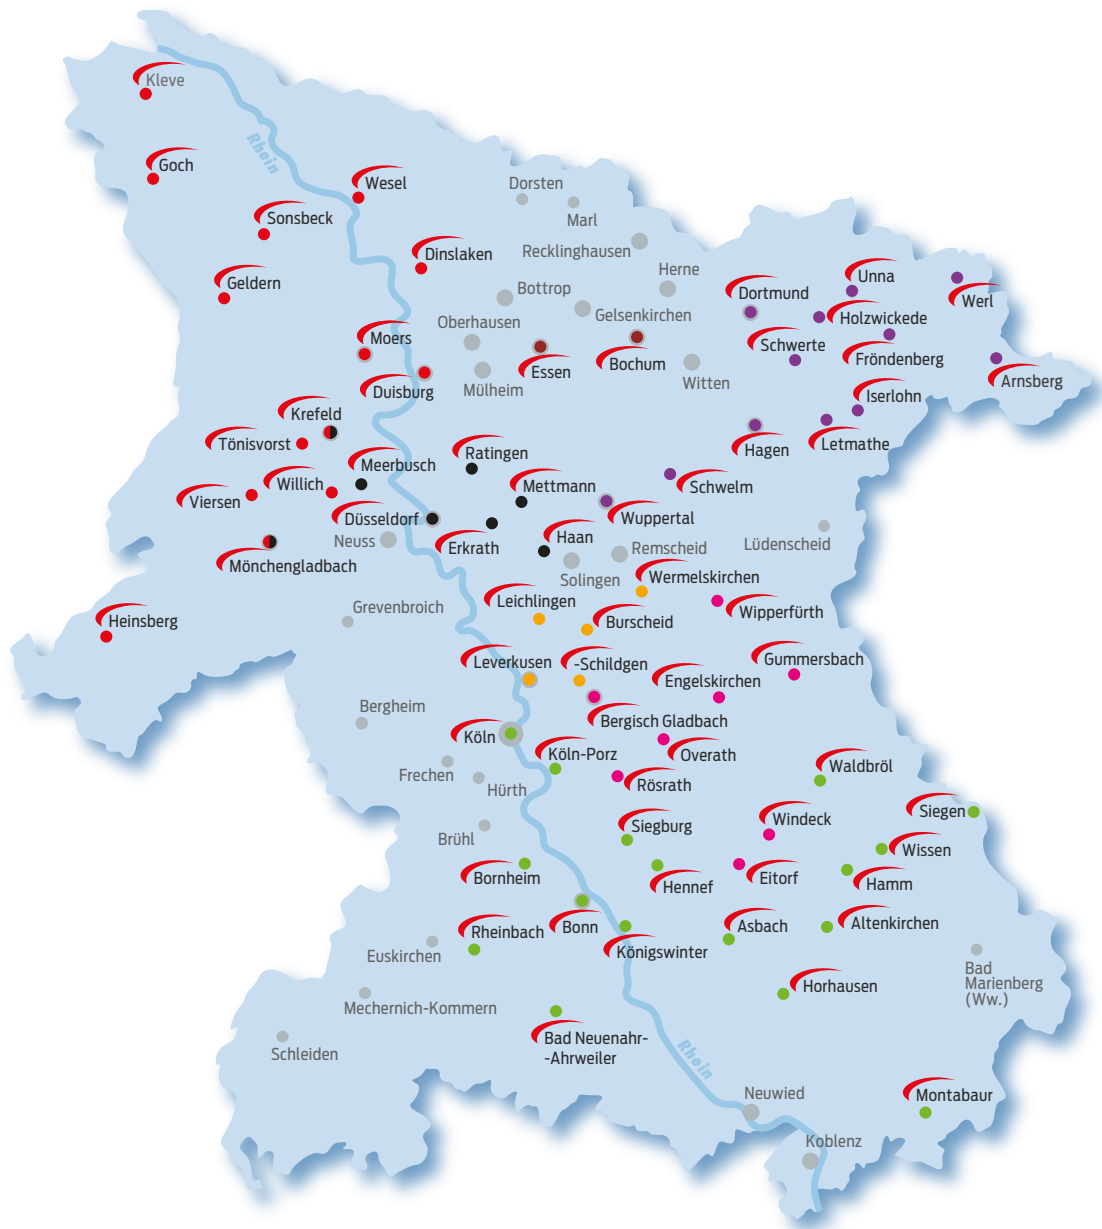 Kleve
Rhein
Goch
Wesel
Dorsten
Marl
Sonsbeck
Recklinghausen
Dinslaken
Herne
Unna
Geldern
Bottrop
Dortmund
Werl
Gelsenkirchen
Holzwickede
Oberhausen
Moers
Schwerte
Fröndenberg
Essen
Bochum
Witten
Arnsberg
Duisburg
Mülheim
Iserlohn
Krefeld
Tönisvorst
Ratingen
Hagen
Letmathe
Meerbusch
Willich
Mettmann
Schwelm
Viersen
Düsseldorf
Wuppertal
Neuss
Erkrath
Haan
Remscheid
Lüdenscheid
Mönchengladbach
Solingen
Wermelskirchen
Leichlingen
Grevenbroich
Wipperfürth
Heinsberg
Burscheid
Leverkusen
-Schildgen
Gummersbach
Engelskirchen
Bergheim
Bergisch Gladbach
Köln
Köln-Porz
Overath
Waldbröl
Frechen
Hürth
Rösrath
Siegburg
Windeck
Siegen
Brühl
Wissen
Bornheim
Hennef
Eitorf
Hamm
Rheinbach
Bonn
Asbach
Altenkirchen
Euskirchen
Königswinter
Bad
Marienberg
(Ww.)
Horhausen
Mechernich-Kommern
Bad Neuenahr-
-Ahrweiler
Schleiden
Rhein
Neuwied
Montabaur
Koblenz